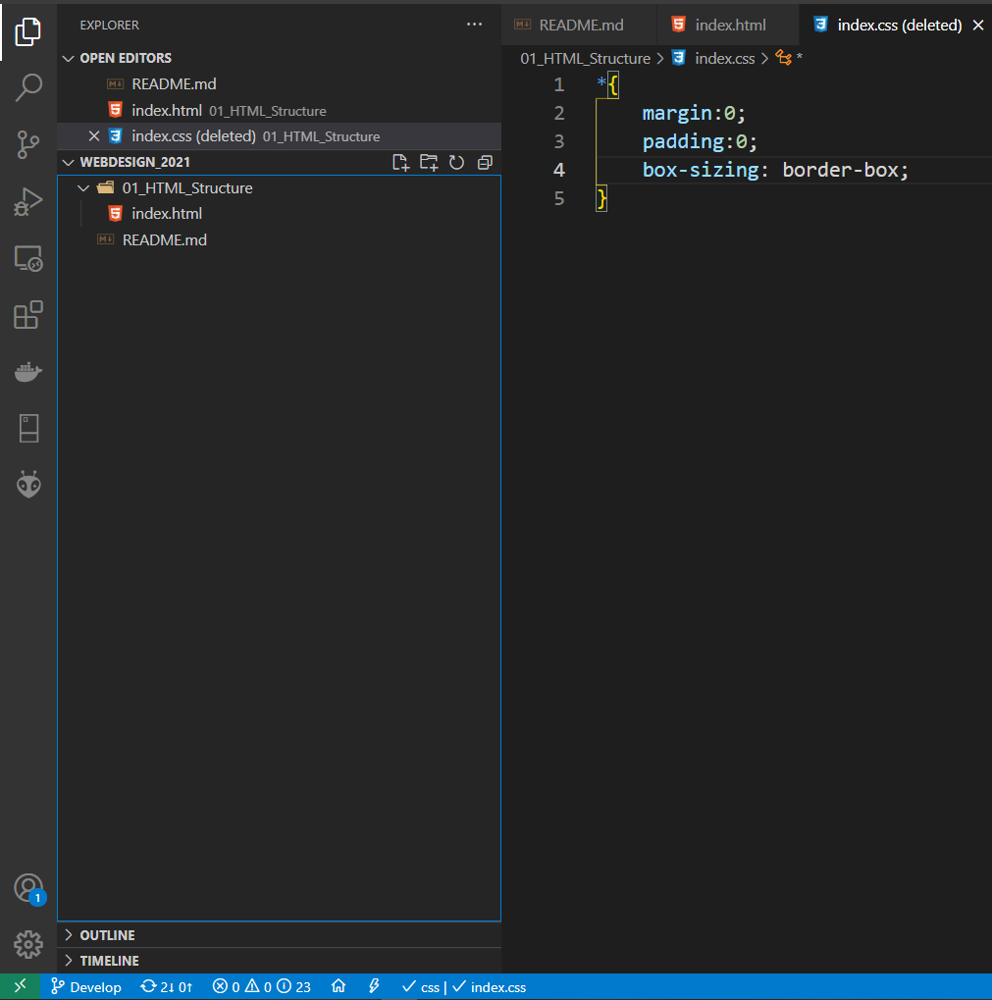 EXPLORER
OPEN EDITORS
README.md
index.html 01_HTML_Structure
index.css (deleted) 01_HTML_Structure
WEBDESIGN_2021
01_HTML_Structure
index.html
README.md
OUTLINE
TIMELINE
README.md index.html index.css (deleted)
01_HTML_Structure > index.css > *
1 *{
2 margin:0;
3 padding:0;
4 box-sizing: border-box;
5 }
1
Develop 2↓ 0↑ 0 0 23 css | index.css